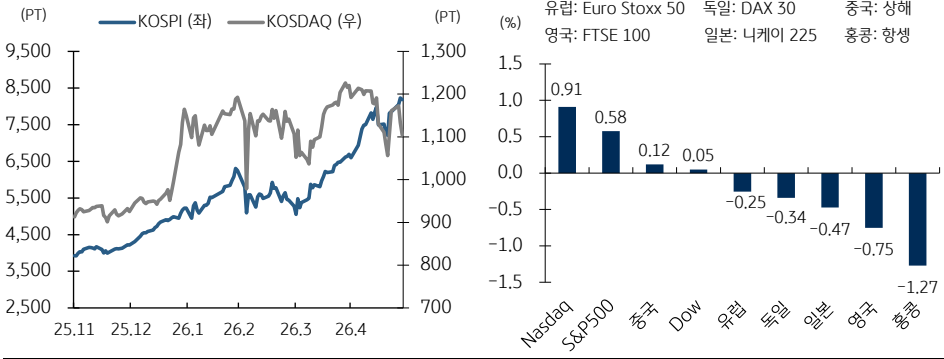 (PT)
KOSPI (좌)
KOSDAQ (우)
(PT)
9,500
8,500
7,500
6,500
5,500
4,500
3,500
2,500
1,300
1,200
1,100
1,000
900
800
700
25.11 25.12 26.1 26.2 26.3 26.4
(%)
유럽: Euro Stoxx 50 독일: DAX 30 중국: 상해
영국: FTSE 100 일본: 니케이 225 홍콩: 항셍
1.5
1.0
0.5
0.0
−0.5
−1.0
−1.5
0.91
0.58
0.12
0.05
−0.25
−0.34
−0.47
−0.75
−1.27
Nasdaq
S&P500
중국
Dow
유럽
독일
일본
영국
홍콩